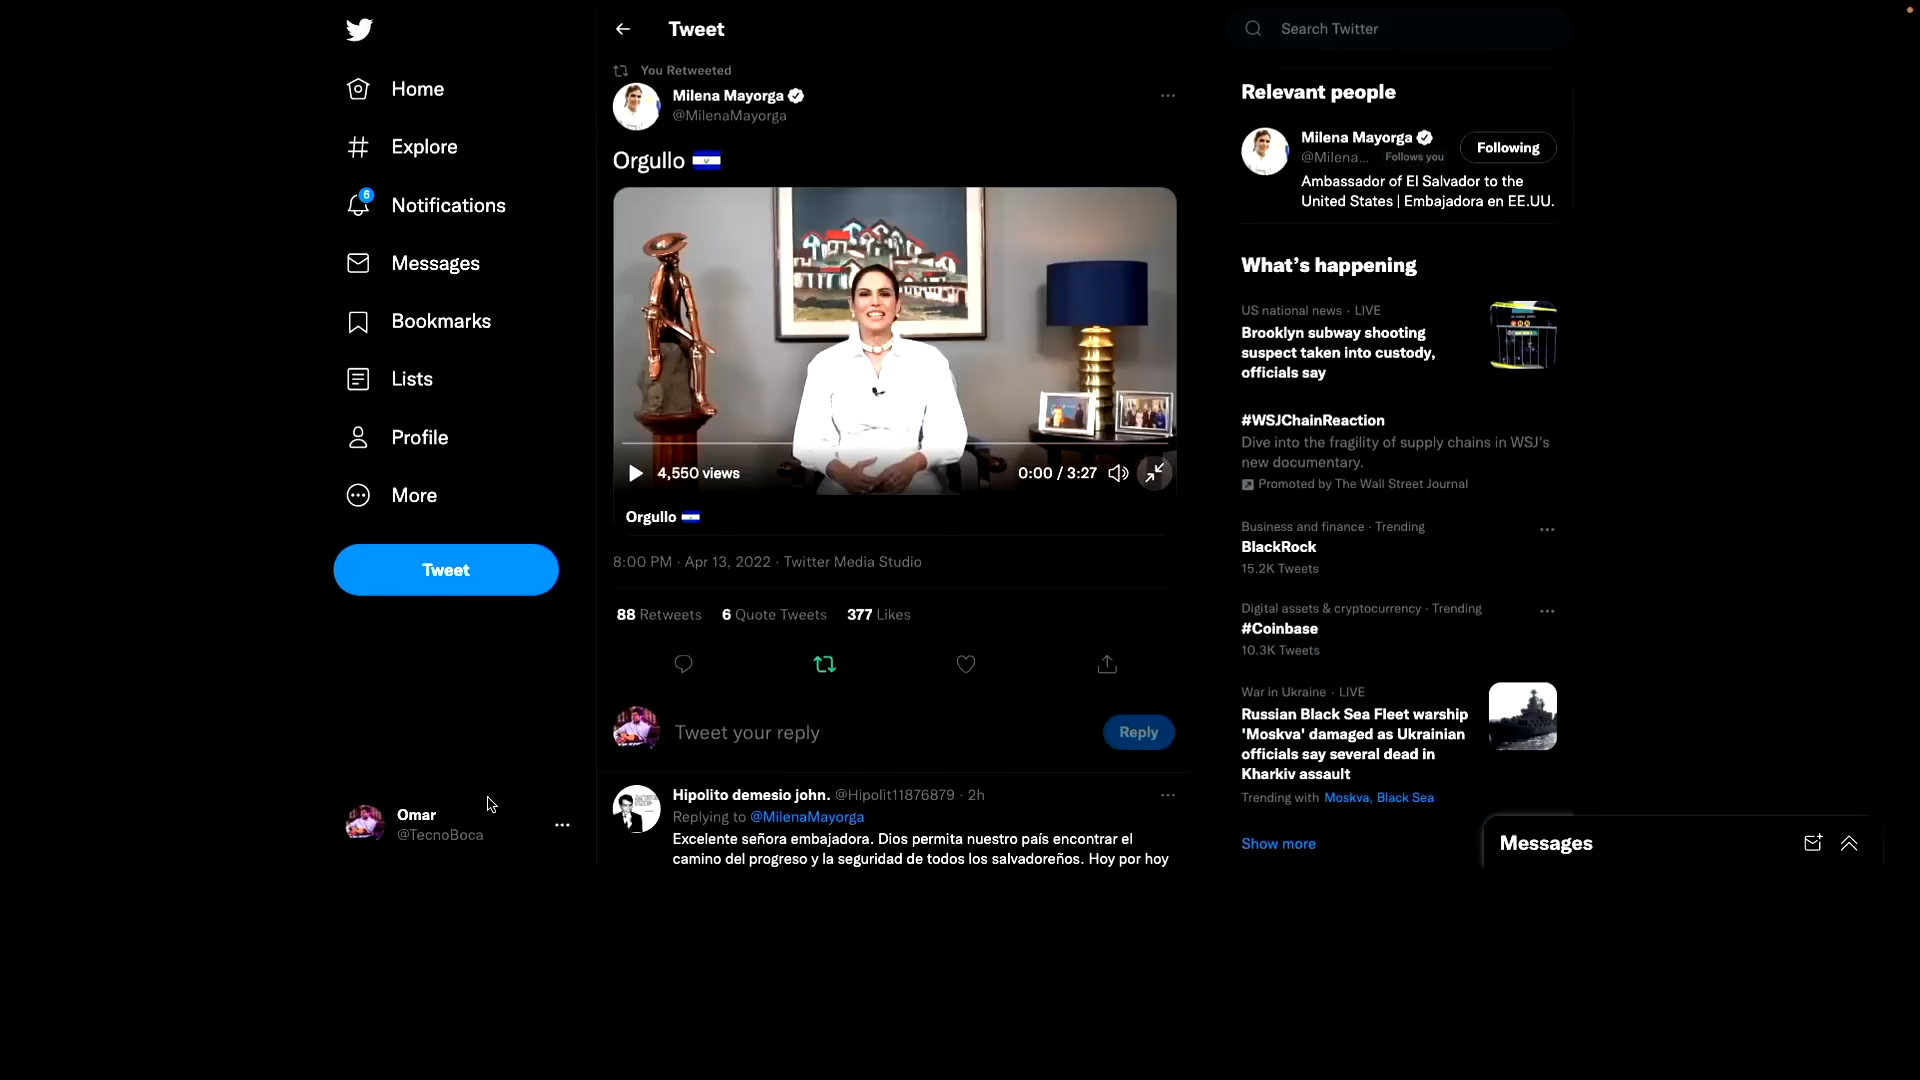 Home
Explore
6
Notifications
Messages
Bookmarks
Lists
Profile
More
Tweet
Omar
@TecnoBoca
Tweet
You Retweeted
Milena Mayorga
@MilenaMayorga
Orgullo
4,550 views
0:00 / 3:27
Orgullo
8:00 PM · Apr 13, 2022 · Twitter Media Studio
88 Retweets 6 Quote Tweets 377 Likes
Tweet your reply
Reply
Hipolito demesio john. @Hipolit11876879 · 2h
Replying to @MilenaMayorga
Excelente señora embajadora. Dios permita nuestro país encontrar el
camino del progreso y la seguridad de todos los salvadoreños. Hoy por hoy
Search Twitter
Relevant people
Milena Mayorga
@Milena... Follows you
Following
Ambassador of El Salvador to the
United States | Embajadora en EE.UU.
What's happening
US national news · LIVE
Brooklyn subway shooting
suspect taken into custody,
officials say
#WSJChainReaction
Dive into the fragility of supply chains in WSJ's
new documentary.
Promoted by The Wall Street Journal
Business and finance · Trending
BlackRock
15.2K Tweets
Digital assets & cryptocurrency · Trending
#Coinbase
10.3K Tweets
War in Ukraine · LIVE
Russian Black Sea Fleet warship
'Moskva' damaged as Ukrainian
officials say several dead in
Kharkiv assault
Trending with Moskva, Black Sea
Show more
Messages